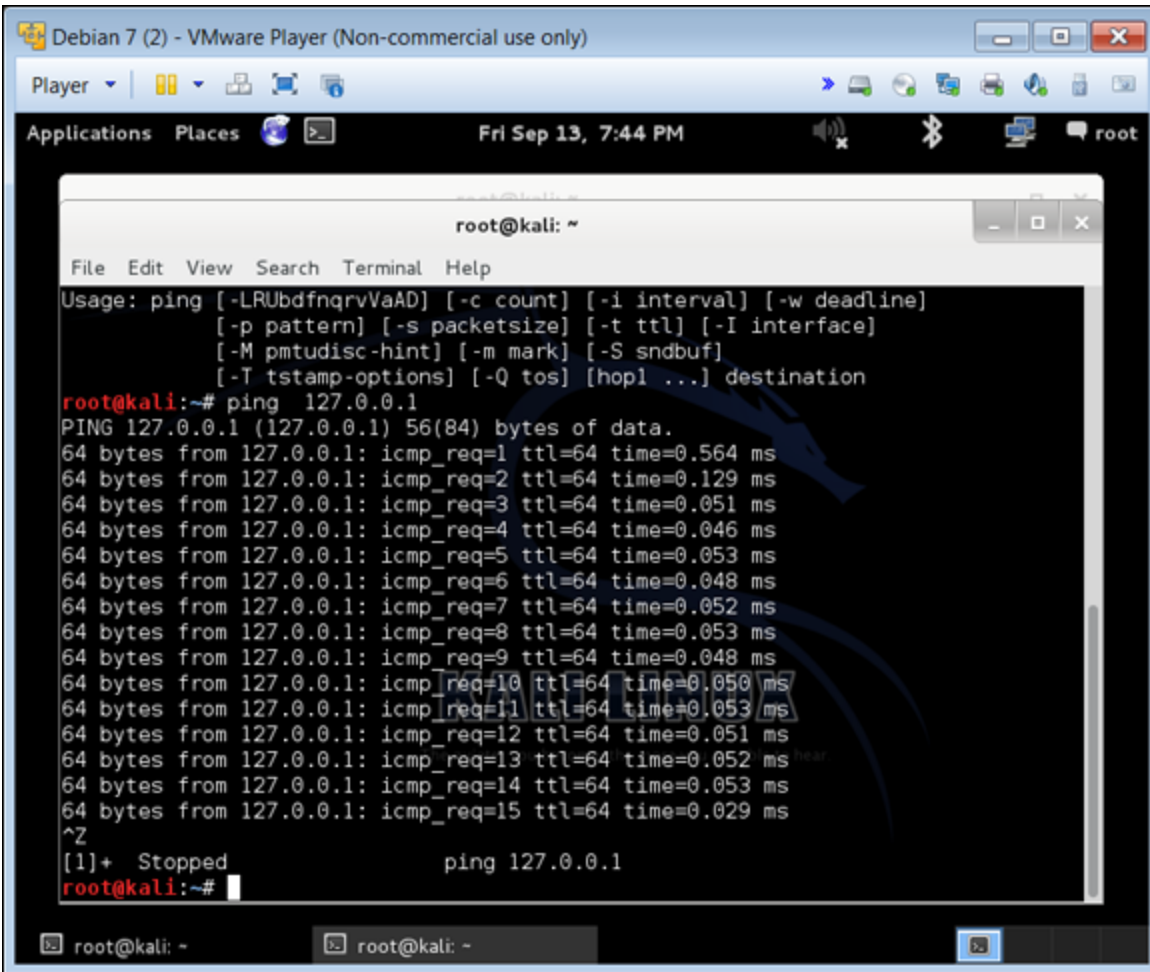 Debian 7 (2) - VMware Player (Non-commercial use only)
Player
Applications Places Fri Sep 13, 7:44 PM root
root@kali: ~
root@kali: ~
File Edit View Search Terminal Help
Usage: ping [-LRUbdfnqrvVaAD] [-c count] [-i interval] [-w deadline]
[-p pattern] [-s packetsize] [-t ttl] [-I interface]
[-M pmtudisc-hint] [-m mark] [-S sndbuf]
[-T tstamp-options] [-Q tos] [hop1 ...] destination
root@kali:~# ping  127.0.0.1
PING 127.0.0.1 (127.0.0.1) 56(84) bytes of data.
64 bytes from 127.0.0.1: icmp_req=1 ttl=64 time=0.564 ms
64 bytes from 127.0.0.1: icmp_req=2 ttl=64 time=0.129 ms
64 bytes from 127.0.0.1: icmp_req=3 ttl=64 time=0.051 ms
64 bytes from 127.0.0.1: icmp_req=4 ttl=64 time=0.046 ms
64 bytes from 127.0.0.1: icmp_req=5 ttl=64 time=0.053 ms
64 bytes from 127.0.0.1: icmp_req=6 ttl=64 time=0.048 ms
64 bytes from 127.0.0.1: icmp_req=7 ttl=64 time=0.052 ms
64 bytes from 127.0.0.1: icmp_req=8 ttl=64 time=0.053 ms
64 bytes from 127.0.0.1: icmp_req=9 ttl=64 time=0.048 ms
64 bytes from 127.0.0.1: icmp_req=10 ttl=64 time=0.050 ms
KALI LINUX
64 bytes from 127.0.0.1: icmp_req=11 ttl=64 time=0.053 ms
64 bytes from 127.0.0.1: icmp_req=12 ttl=64 time=0.051 ms
64 bytes from 127.0.0.1: icmp_req=13 ttl=64 time=0.052 ms
hear
64 bytes from 127.0.0.1: icmp_req=14 ttl=64 time=0.053 ms
64 bytes from 127.0.0.1: icmp_req=15 ttl=64 time=0.029 ms
^Z
[1]+  Stopped                 ping 127.0.0.1
root@kali:~#
root@kali: ~ root@kali: ~